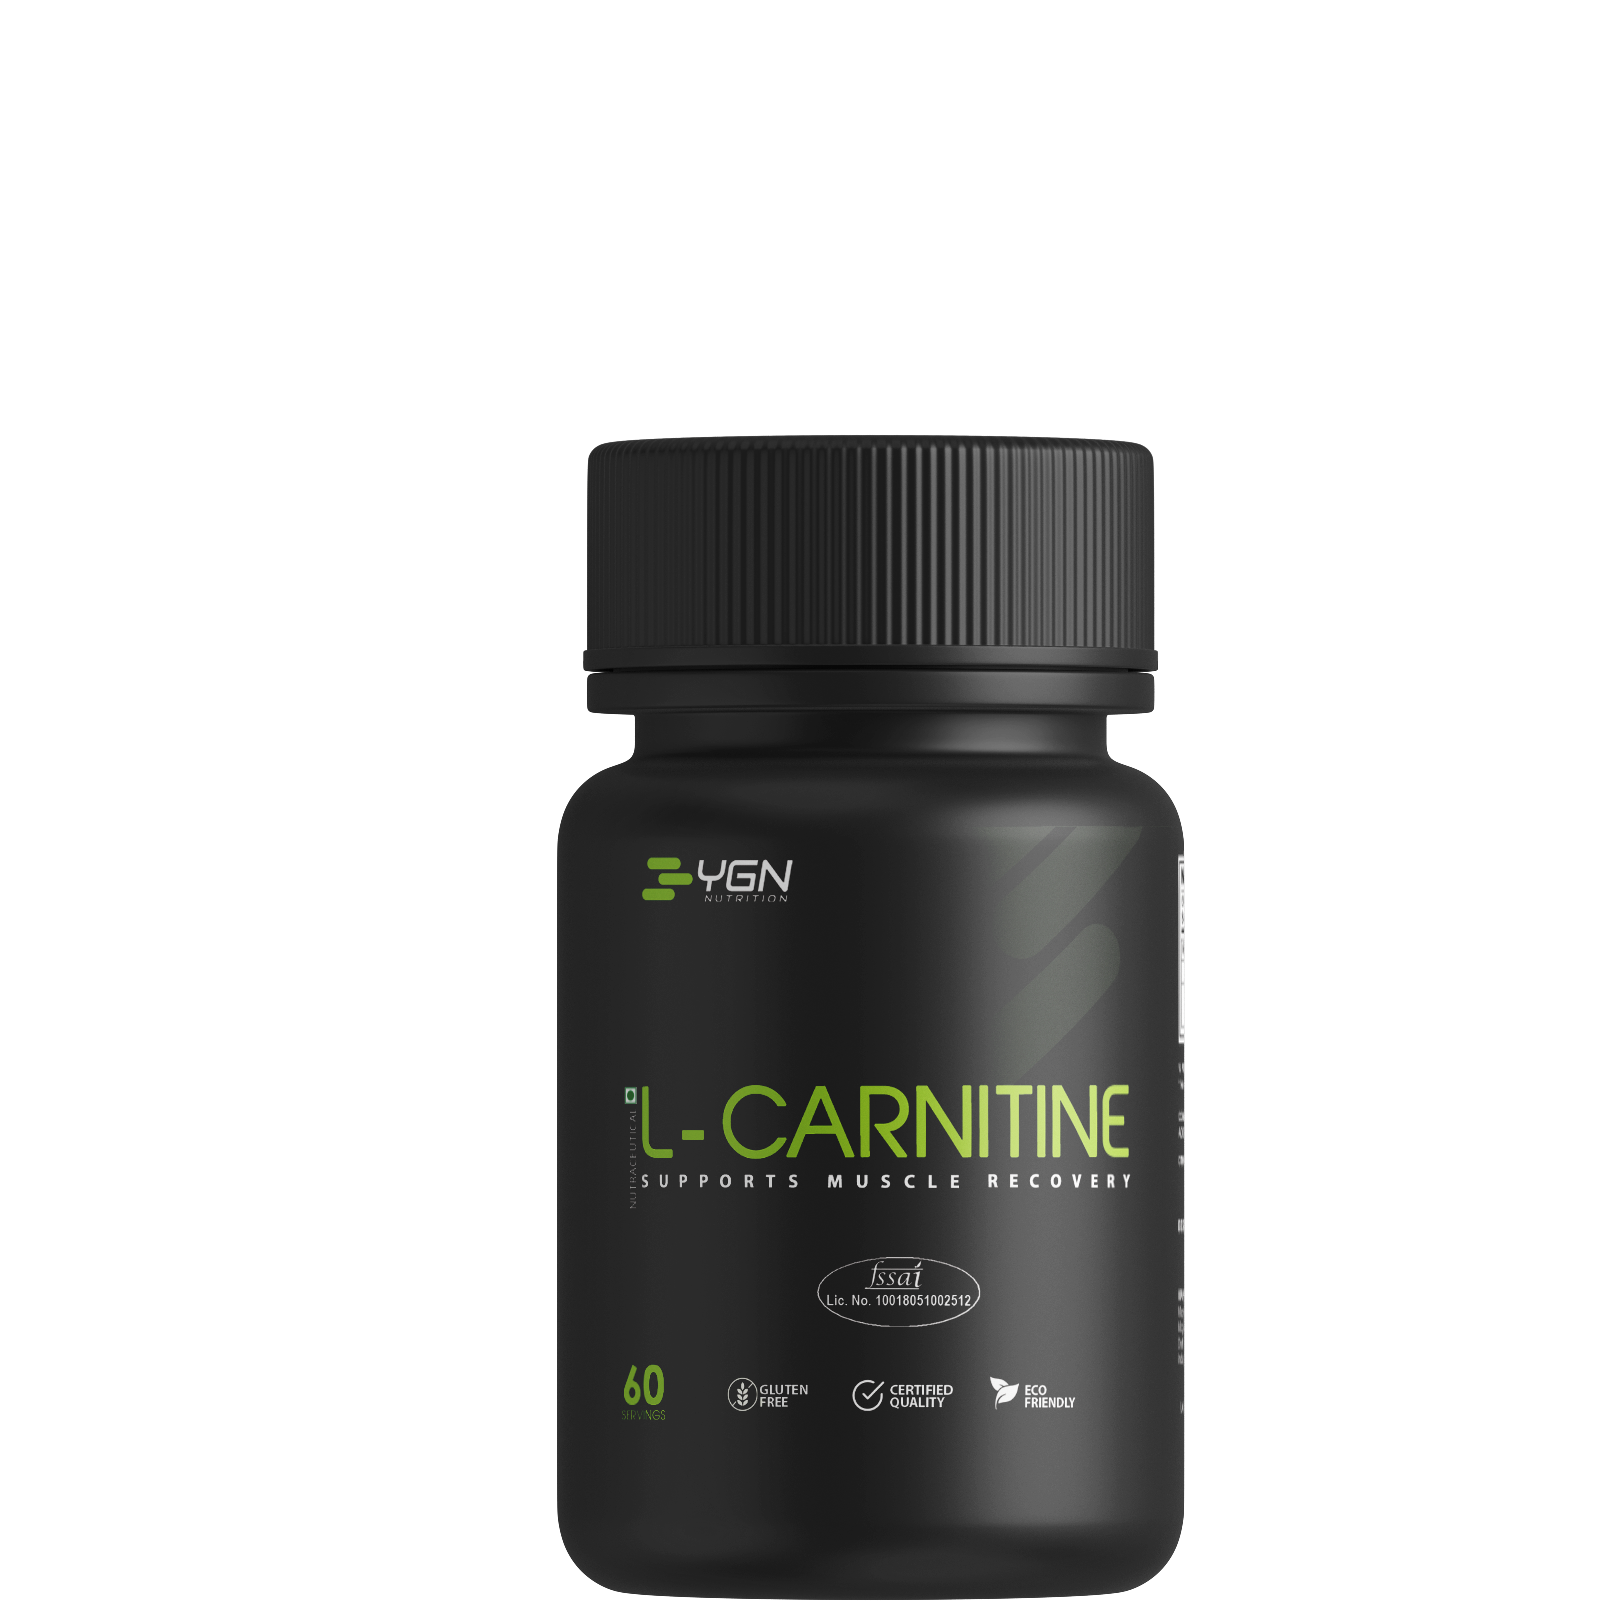 YGN
NUTRITION
L-CARNITINE
NUTRACEUTICAL
SUPPORTS MUSCLE RECOVERY
fssai
Lic. No. 10018051002512
60
SERVINGS
GLUTEN
FREE
CERTIFIED
QUALITY
ECO
FRIENDLY